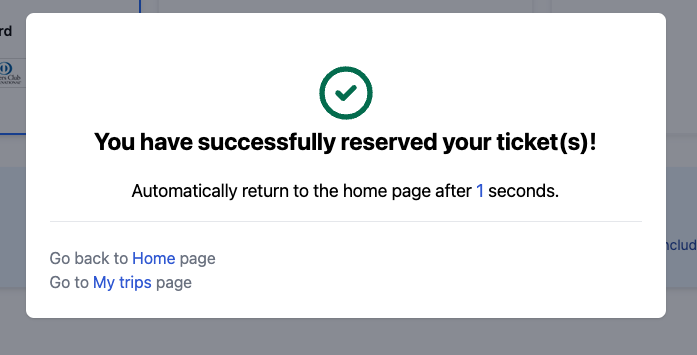 rd
You have successfully reserved your ticket(s)!
Automatically return to the home page after 1 seconds.
Go back to Home page
Go to My trips page
includ